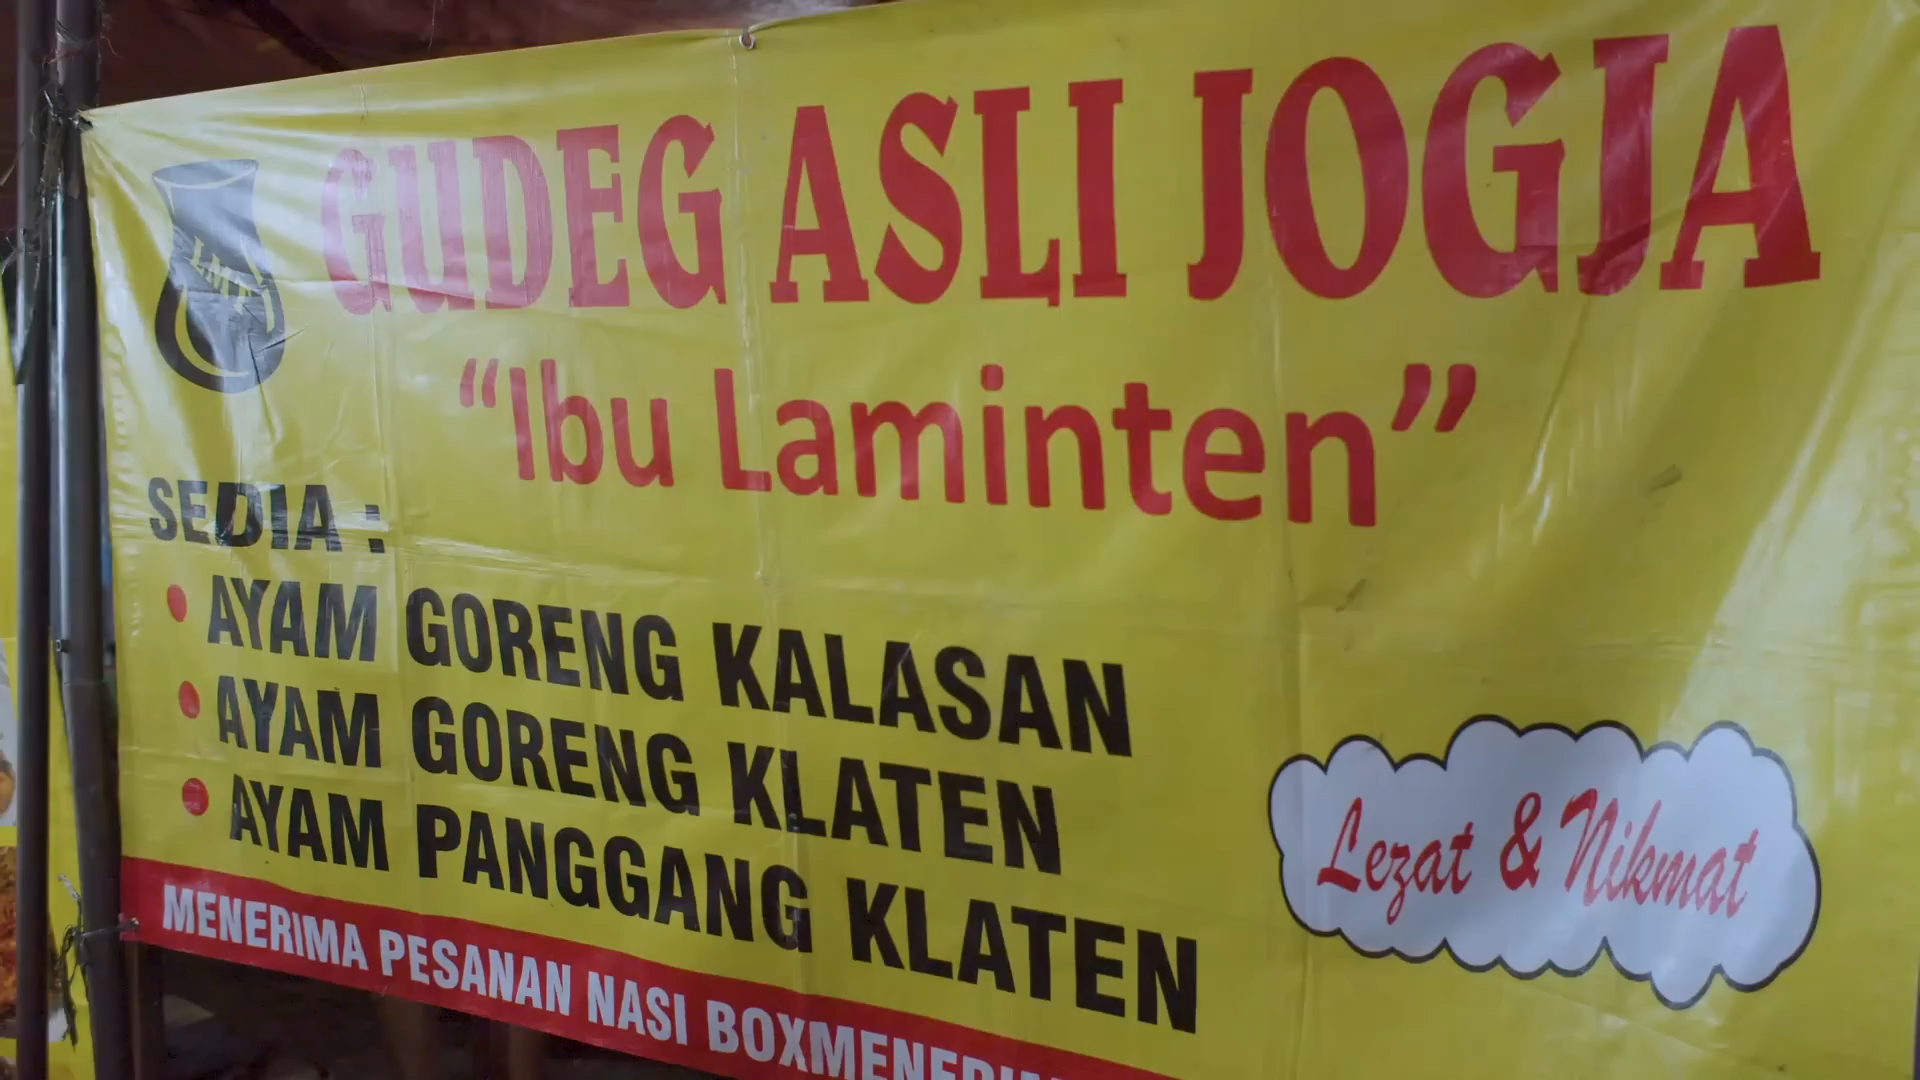 GUDEG ASLI JOGJA
"Ibu Laminten"
SEDIA :
• AYAM GORENG KALASAN
• AYAM GORENG KLATEN
• AYAM PANGGANG KLATEN
Lezat & Nikmat
MENERIMA PESANAN NASI BOX